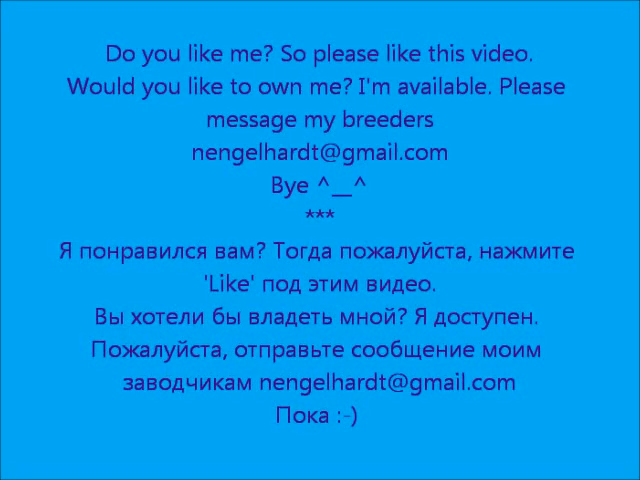 Do you like me? So please like this video.
Would you like to own me? I'm available. Please
message my breeders
nengelhardt@gmail.com
Bye ^__^
***
Я понравился вам? Тогда пожалуйста, нажмите
'Like' под этим видео.
Вы хотели бы владеть мной? Я доступен.
Пожалуйста, отправьте сообщение моим
заводчикам nengelhardt@gmail.com
Пока :-)